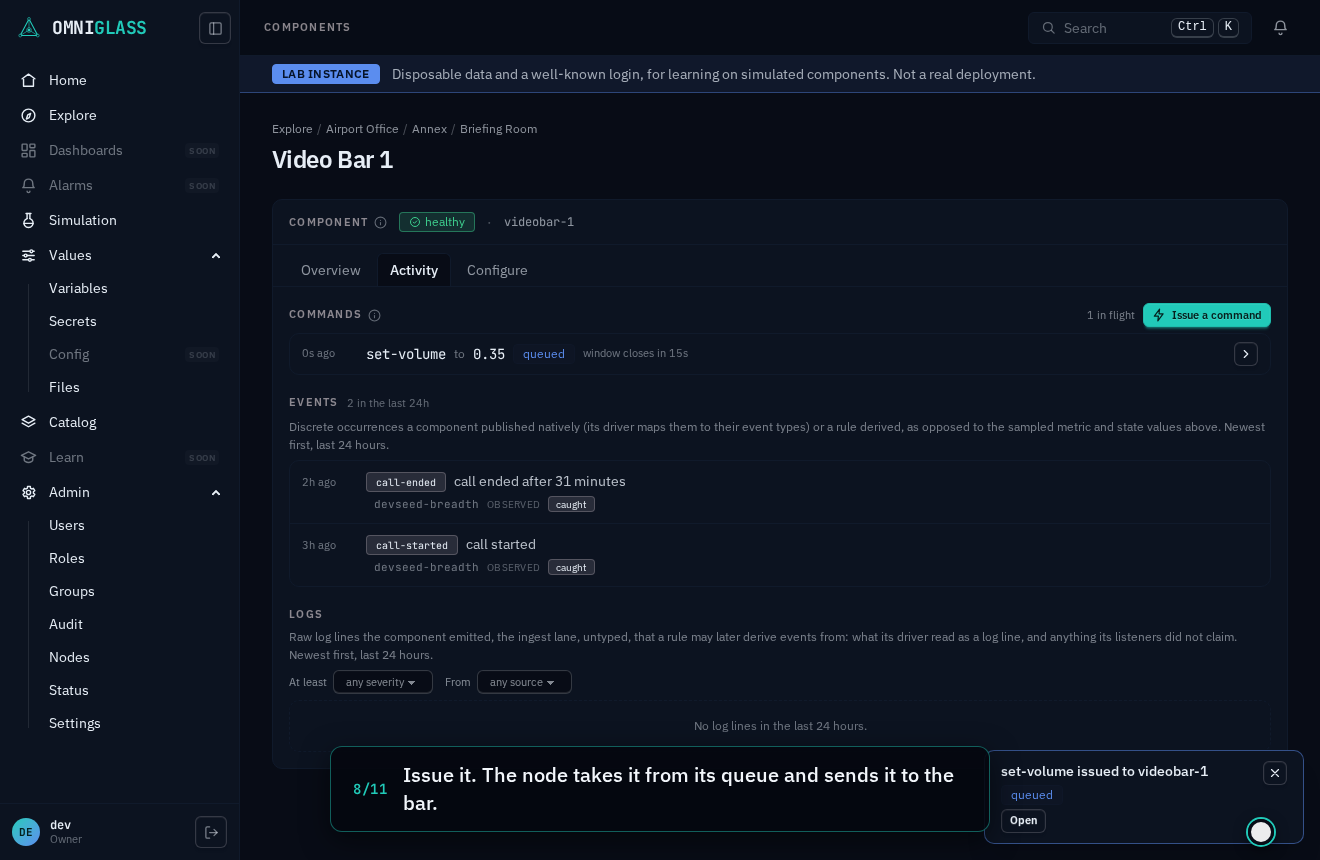 OMNIGLASS
COMPONENTS
Search Ctrl K
LAB INSTANCE Disposable data and a well-known login, for learning on simulated components. Not a real deployment.
Home
Explore
Dashboards SOON
Alarms SOON
Simulation
Values
Variables
Secrets
Config SOON
Files
Catalog
Learn SOON
Admin
Users
Roles
Groups
Audit
Nodes
Status
Settings
DE dev
Owner
Explore / Airport Office / Annex / Briefing Room
Video Bar 1
COMPONENT healthy · videobar-1
Overview Activity Configure
COMMANDS 1 in flight Issue a command
0s ago set-volume to 0.35 queued window closes in 15s
EVENTS 2 in the last 24h
Discrete occurrences a component published natively (its driver maps them to their event types) or a rule derived, as opposed to the sampled metric and state values above. Newest
first, last 24 hours.
2h ago call-ended call ended after 31 minutes
devseed-breadth OBSERVED caught
3h ago call-started call started
devseed-breadth OBSERVED caught
LOGS
Raw log lines the component emitted, the ingest lane, untyped, that a rule may later derive events from: what its driver read as a log line, and anything its listeners did not claim.
Newest first, last 24 hours.
At least any severity From any source
No log lines in the last 24 hours.
8/11 Issue it. The node takes it from its queue and sends it to the
bar.
set-volume issued to videobar-1
queued
Open